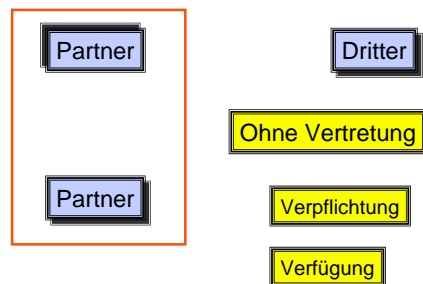 Partner
Dritter
Ohne Vertretung
Partner
Verpflichtung
Verfügung